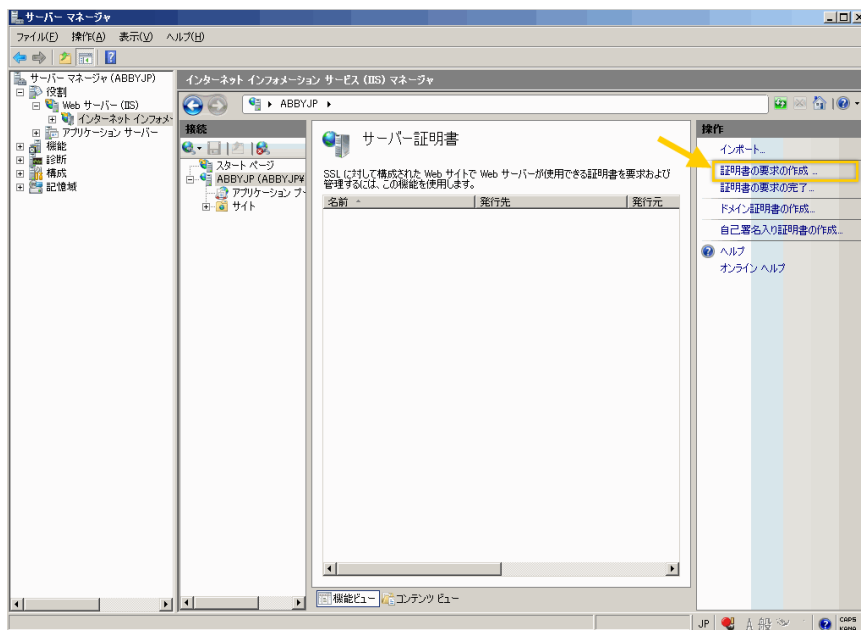 サーバー マネージャ
ファイル(F) 操作(A) 表示(V) ヘルプ(H)
サーバー マネージャ (ABBYJP)
役割
Web サーバー (IIS)
インターネット インフォメ
アプリケーション サーバー
機能
診断
構成
記憶域
インターネット インフォメーション サービス (IIS) マネージャ
ABBYJP
接続
スタート ページ
ABBYJP (ABBYJP¥
アプリケーション プ
サイト
サーバー証明書
SSL に対して構成された Web サイトで Web サーバーが使用できる証明書を要求および
管理するには、この機能を使用します。
名前 発行先 発行元
機能ビュー コンテンツ ビュー
操作
インポート...
証明書の要求の作成 ...
証明書の要求の完了...
ドメイン証明書の作成...
自己署名入り証明書の作成...
ヘルプ
オンライン ヘルプ
JP A 般 CAPS
KANA